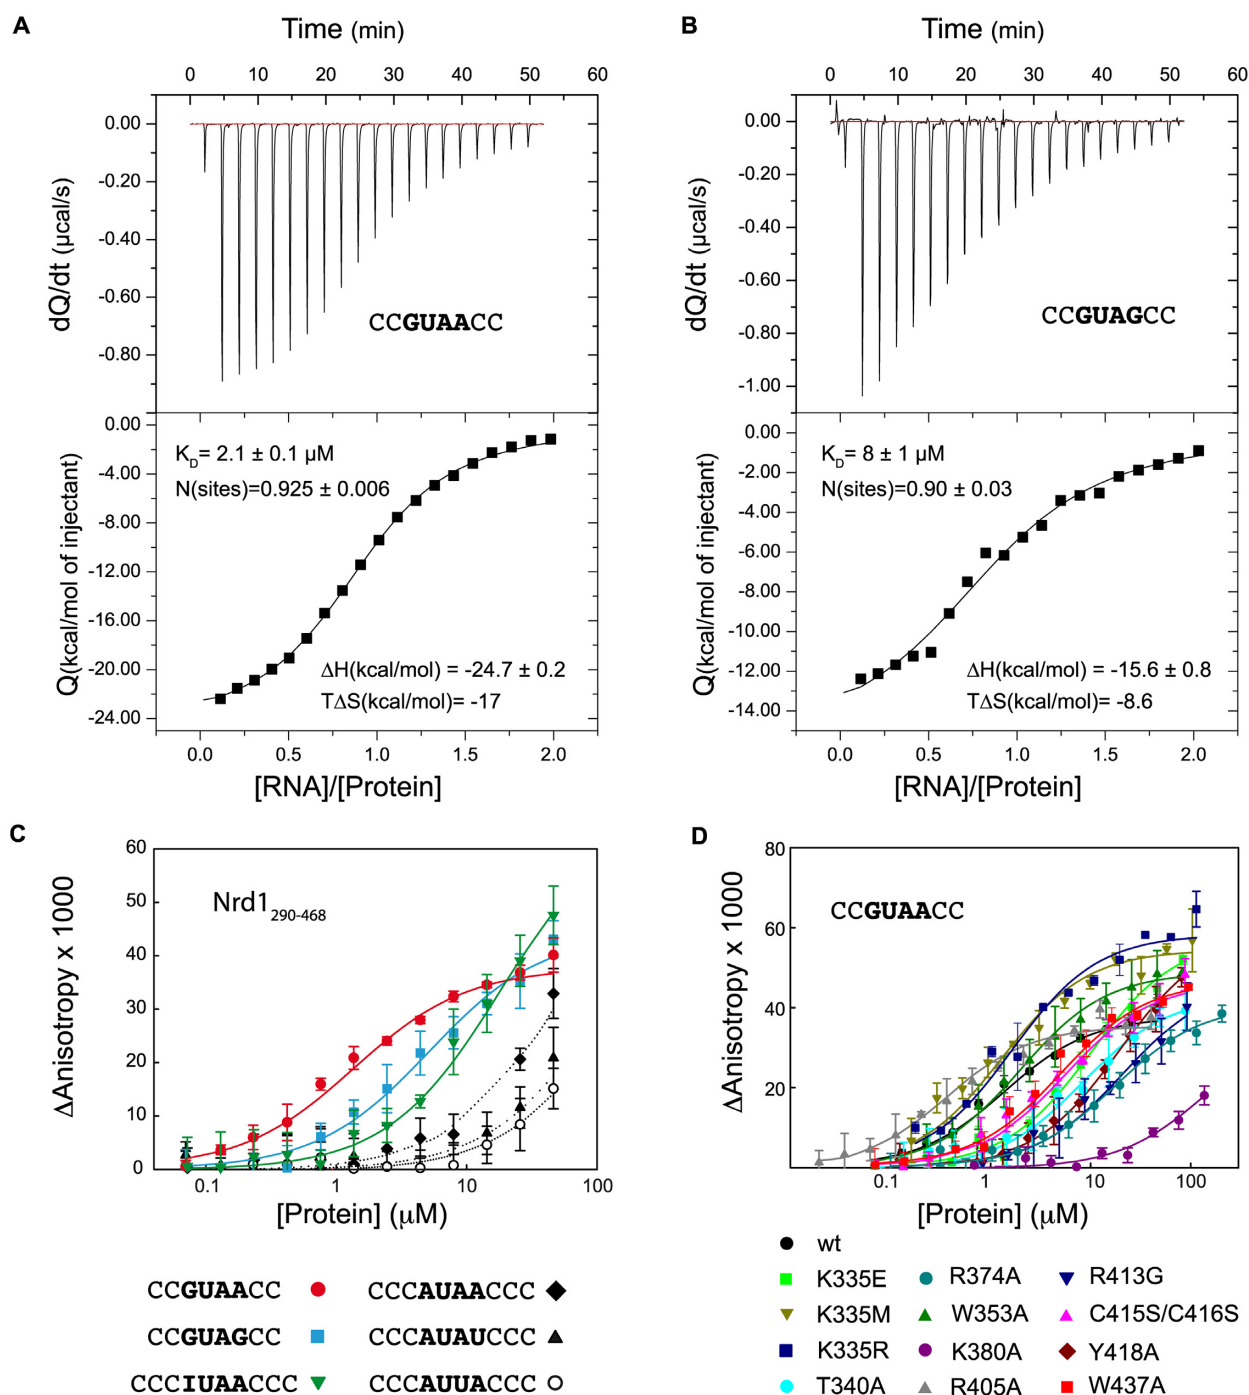 A
Time (min)
0 10 20 30 40 50 60
0.00
-0.20
-0.40
-0.60
-0.80
dQ/dt (µcal/s)
CCGUAACC
0.00
-4.00
-8.00
-12.00
-16.00
-20.00
-24.00
Q(kcal/mol of injectant)
K_D= 2.1 ± 0.1 µM
N(sites)=0.925 ± 0.006
ΔH(kcal/mol) = -24.7 ± 0.2
TΔS(kcal/mol)= -17
0.0 0.5 1.0 1.5 2.0
[RNA]/[Protein]
B
Time (min)
0 10 20 30 40 50 60
0.00
-0.20
-0.40
-0.60
-0.80
-1.00
dQ/dt (µcal/s)
CCGUAGCC
0.00
-2.00
-4.00
-6.00
-8.00
-10.00
-12.00
-14.00
Q(kcal/mol of injectant)
K_D= 8 ± 1 µM
N(sites)=0.90 ± 0.03
ΔH(kcal/mol) = -15.6 ± 0.8
TΔS(kcal/mol)= -8.6
0.0 0.5 1.0 1.5 2.0
[RNA]/[Protein]
C
60
50
40
30
20
10
0
ΔAnisotropy x 1000
Nrd1_290-468
0.1 1 10 100
[Protein] (µM)
CCGUAACC
CCCAUAACCC
CCGUAGCC
CCCAUAUCCC
CCCIUAACCC
CCCAUUACCC
D
80
60
40
20
ΔAnisotropy x 1000
CCGUAACC
0.1 1 10 100
[Protein] (µM)
wt
K335E R374A R413G
K335M W353A C415S/C416S
K335R K380A Y418A
T340A R405A W437A